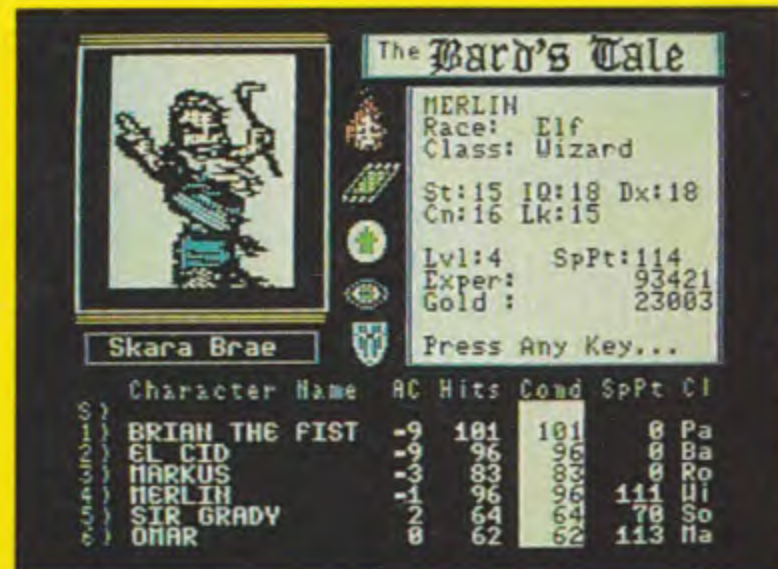 The Bard's Tale
MERLIN
Race: Elf
Class: Wizard
St:15 IQ:18 Dx:18
Cn:16 Lk:15
Lvl:4 SpPt:114
Exper: 93421
Gold : 23003
Press Any Key...
Skara Brae
Character Name AC Hits Cond SpPt Cl
S)
1) BRIAN THE FIST -9 101 101 0 Pa
2) EL CID -9 96 96 0 Ba
3) MARKUS -3 83 83 0 Ro
4) MERLIN -1 96 96 111 Wi
5) SIR GRADY 2 64 64 70 So
6) OMAR 0 62 62 113 Ma